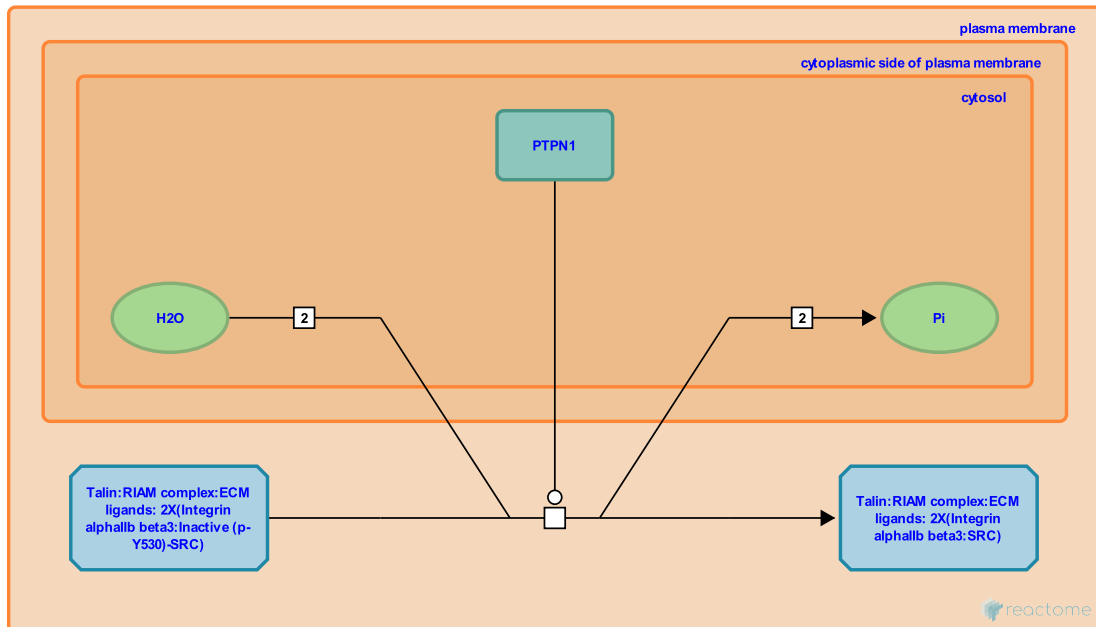 plasma membrane
cytoplasmic side of plasma membrane
cytosol
PTPN1
H2O
2
2
Pi
Talin:RIAM complex:ECM
ligands: 2X(Integrin
alphaIIb beta3:Inactive (p-
Y530)-SRC)
Talin:RIAM complex:ECM
ligands: 2X(Integrin
alphaIIb beta3:SRC)
reactome